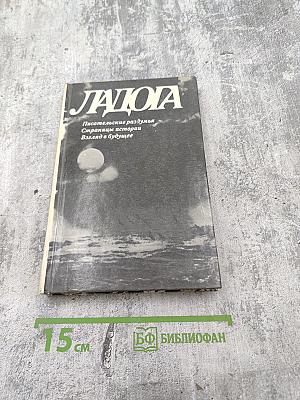 ЛАДОГА
Писательские раздумья
Страницы истории
Взгляд в будущее
15 см
БФ БИБЛИОФАН